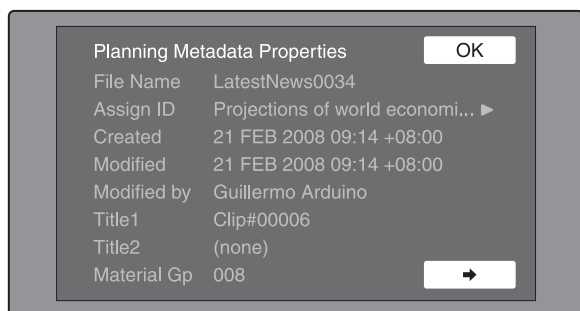 Planning Metadata Properties OK
File Name LatestNews0034
Assign ID Projections of world economi... ▶
Created 21 FEB 2008 09:14 +08:00
Modified 21 FEB 2008 09:14 +08:00
Modified by Guillermo Arduino
Title1 Clip#00006
Title2 (none)
Material Gp 008 ➡